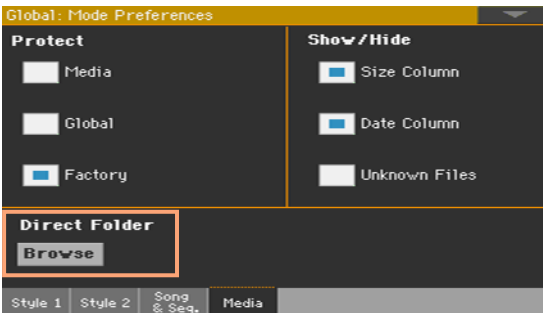 Global: Mode Preferences
Protect
Media
Global
Factory
Show/Hide
Size Column
Date Column
Unknown Files
Direct Folder
Browse
Style 1
Style 2
Song
& Seq.
Media